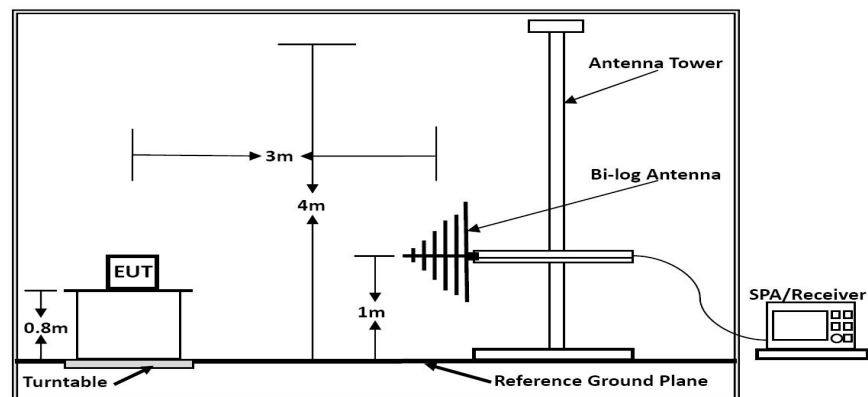 Antenna Tower
3m
Bi-log Antenna
4m
EUT
SPA/Receiver
0.8m
1m
Turntable
Reference Ground Plane